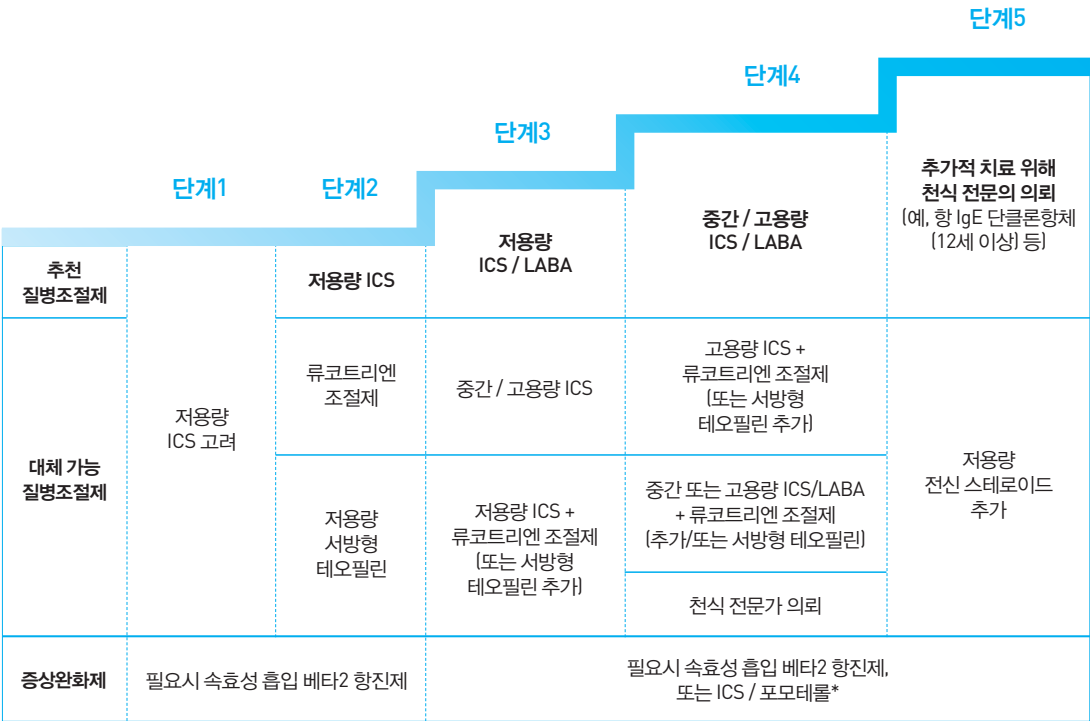 단계5
단계4
단계3
단계1
단계2
추천
질병조절제
저용량 ICS
저용량
ICS / LABA
중간 / 고용량
ICS / LABA
추가적 치료 위해
천식 전문의 의뢰
(예, 항 IgE 단클론항체
(12세 이상) 등)
대체 가능
질병조절제
저용량
ICS 고려
류코트리엔
조절제
중간 / 고용량 ICS
고용량 ICS +
류코트리엔 조절제
(또는 서방형
테오필린 추가)
저용량
서방형
테오필린
저용량 ICS +
류코트리엔 조절제
(또는 서방형
테오필린 추가)
중간 또는 고용량 ICS/LABA
+ 류코트리엔 조절제
(추가/또는 서방형 테오필린)
천식 전문가 의뢰
저용량
전신 스테로이드
추가
증상완화제
필요시 속효성 흡입 베타2 항진제
필요시 속효성 흡입 베타2 항진제,
또는 ICS / 포모테롤*